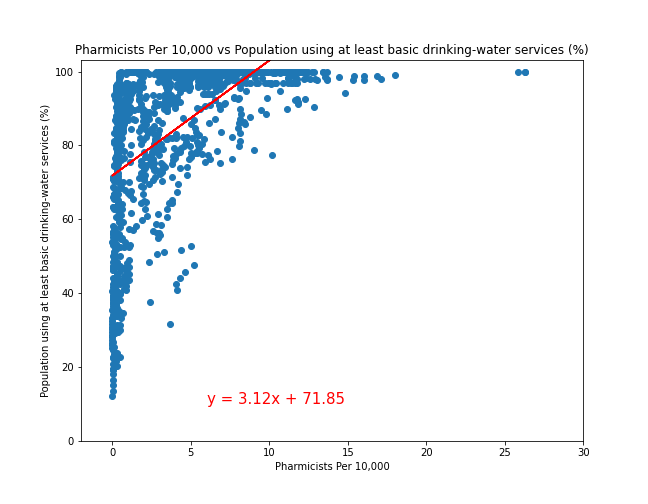 Pharmicists Per 10,000 vs Population using at least basic drinking-water services (%)
Population using at least basic drinking-water services (%)
100
80
60
40
20
0
y = 3.12x + 71.85
0 5 10 15 20 25 30
Pharmicists Per 10,000